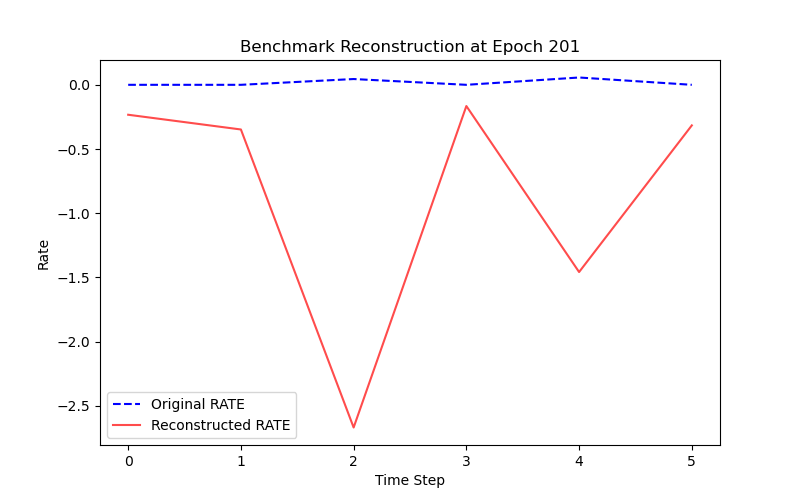 Benchmark Reconstruction at Epoch 201
0.0
−0.5
−1.0
−1.5
−2.0
−2.5
Rate
Original RATE
Reconstructed RATE
0 1 2 3 4 5
Time Step